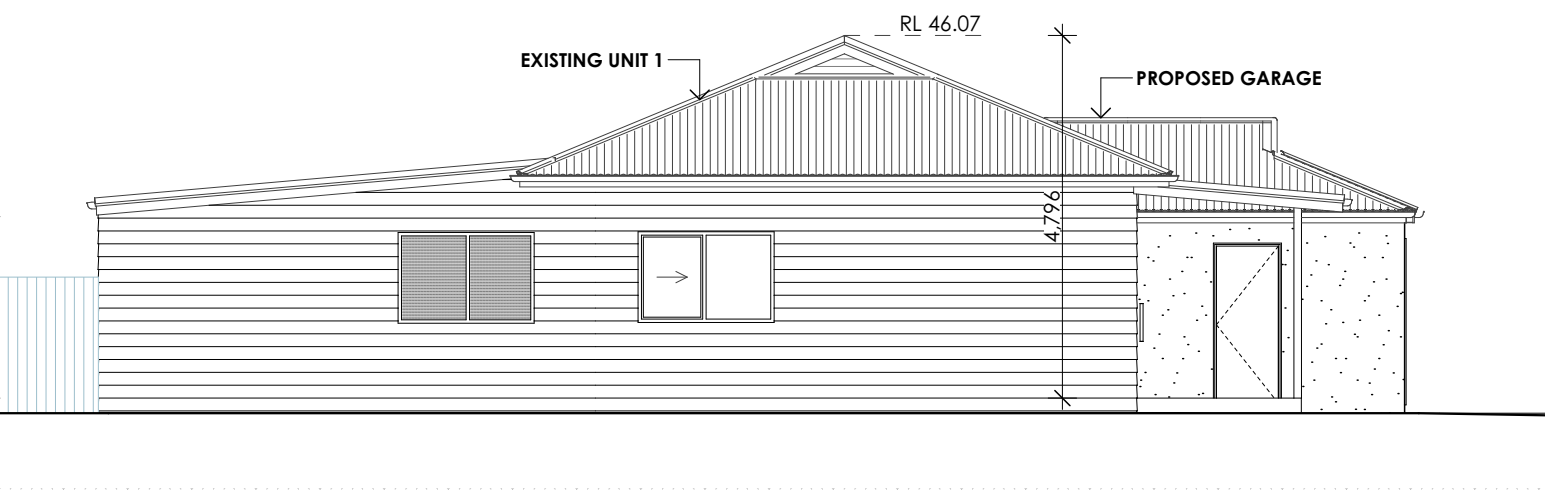 RL 46.07
EXISTING UNIT 1
PROPOSED GARAGE
4,796